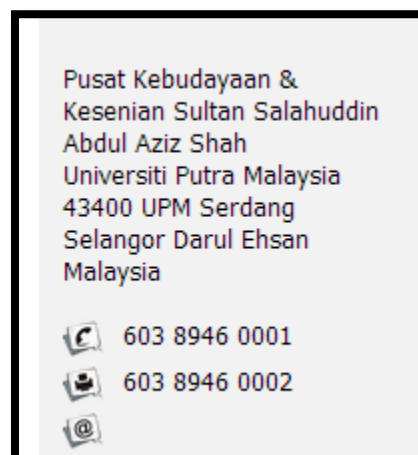 Pusat Kebudayaan &
Kesenian Sultan Salahuddin
Abdul Aziz Shah
Universiti Putra Malaysia
43400 UPM Serdang
Selangor Darul Ehsan
Malaysia
603 8946 0001
603 8946 0002
@